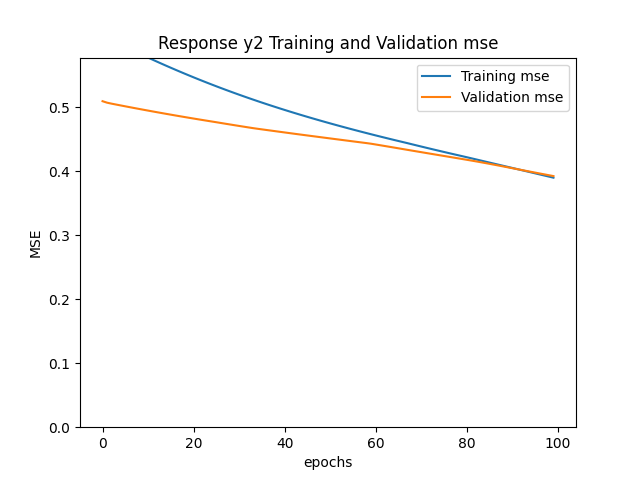 Response y2 Training and Validation mse
Training mse
Validation mse
0.5
0.4
0.3
0.2
0.1
0.0
MSE
0 20 40 60 80 100
epochs